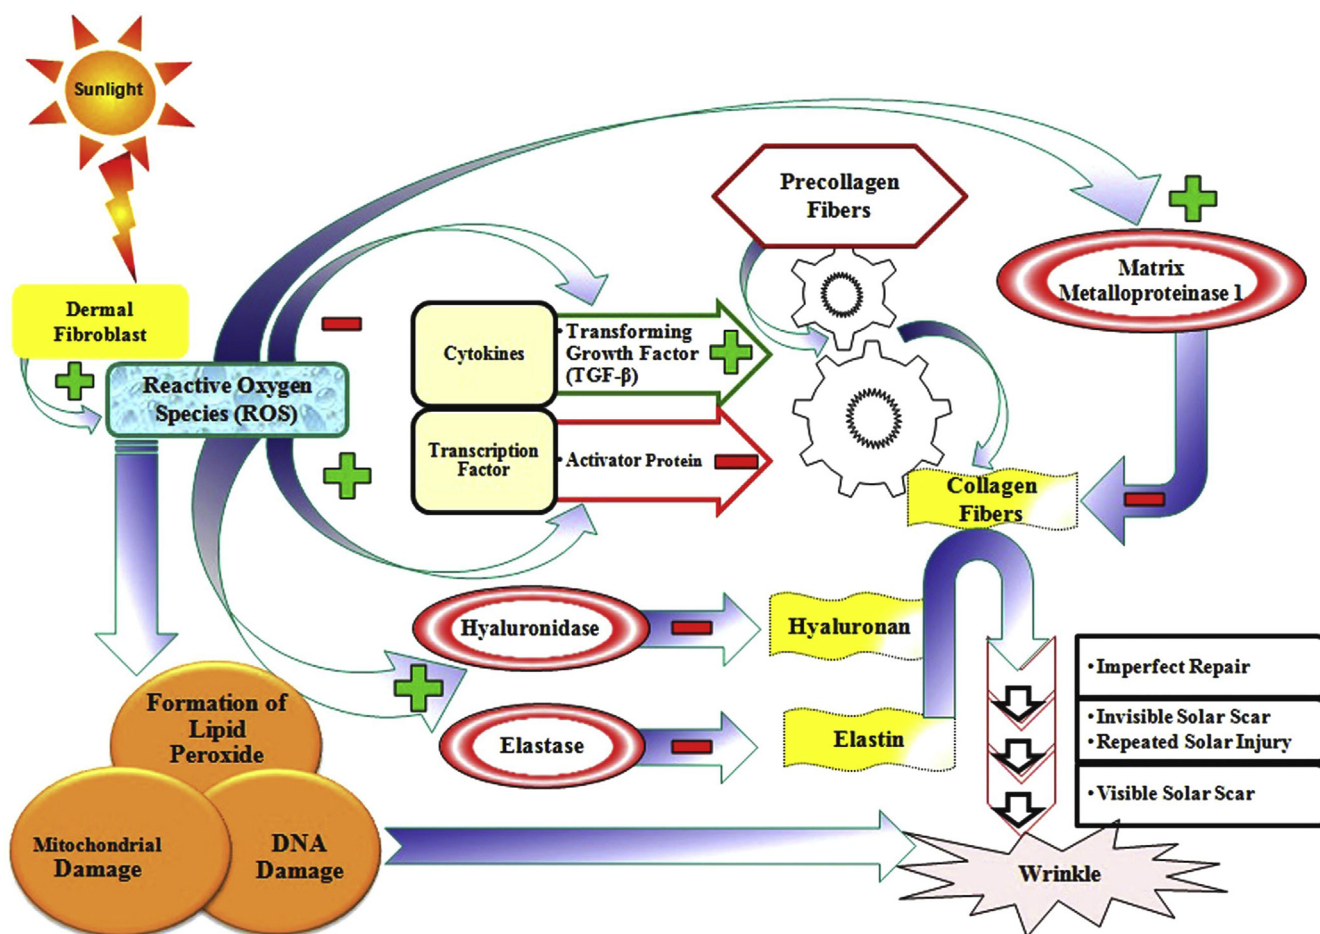 Sunlight
Precollagen
Fibers
Matrix
Metalloproteinase 1
Dermal
Fibroblast
Reactive Oxygen
Species (ROS)
Cytokines
• Transforming
Growth Factor
(TGF-β)
Transcription
Factor
• Activator Protein
Collagen
Fibers
Hyaluronidase
Hyaluronan
Elastase
Elastin
• Imperfect Repair
• Invisible Solar Scar
• Repeated Solar Injury
• Visible Solar Scar
Formation of
Lipid
Peroxide
Mitochondrial
Damage
DNA
Damage
Wrinkle